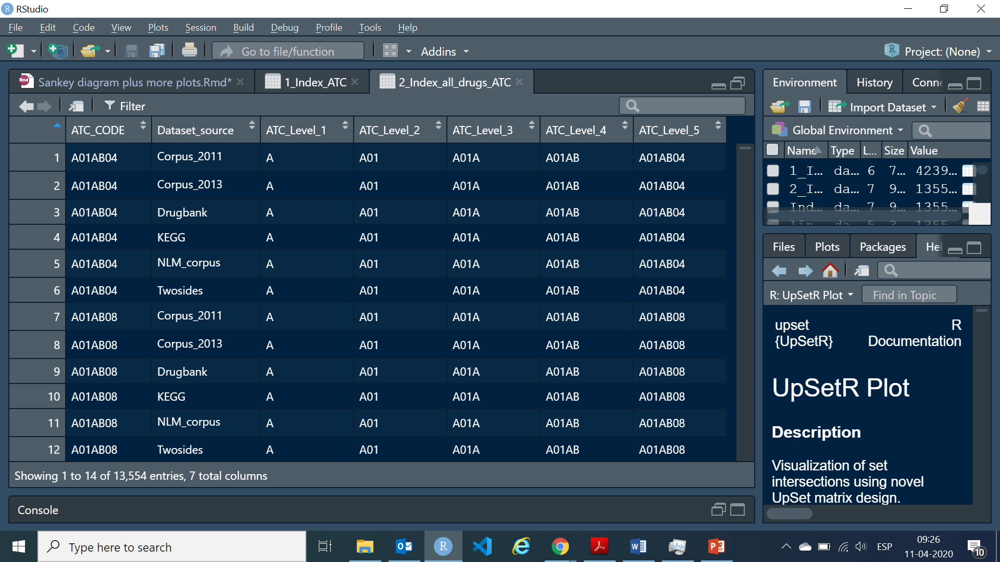 RStudio
File Edit Code View Plots Session Build Debug Profile Tools Help
Go to file/function Addins Project: (None)
Sankey diagram plus more plots.Rmd* 1_Index_ATC 2_Index_all_drugs_ATC
Filter
ATC_CODE Dataset_source ATC_Level_1 ATC_Level_2 ATC_Level_3 ATC_Level_4 ATC_Level_5
1 A01AB04 Corpus_2011 A A01 A01A A01AB A01AB04
2 A01AB04 Corpus_2013 A A01 A01A A01AB A01AB04
3 A01AB04 Drugbank A A01 A01A A01AB A01AB04
4 A01AB04 KEGG A A01 A01A A01AB A01AB04
5 A01AB04 NLM_corpus A A01 A01A A01AB A01AB04
6 A01AB04 Twosides A A01 A01A A01AB A01AB04
7 A01AB08 Corpus_2011 A A01 A01A A01AB A01AB08
8 A01AB08 Corpus_2013 A A01 A01A A01AB A01AB08
9 A01AB08 Drugbank A A01 A01A A01AB A01AB08
10 A01AB08 KEGG A A01 A01A A01AB A01AB08
11 A01AB08 NLM_corpus A A01 A01A A01AB A01AB08
12 A01AB08 Twosides A A01 A01A A01AB A01AB08
Showing 1 to 14 of 13,554 entries, 7 total columns
Console
Environment History Conne
Import Dataset
Global Environment
Name Type L... Size Value
1_I... da... 6 7... 4239...
2_I... da... 7 9... 1355...
Ind... da... 7 9... 1355...
Files Plots Packages Hel
R: UpSetR Plot Find in Topic
upset R
{UpSetR} Documentation
UpSetR Plot
Description
Visualization of set
intersections using novel
UpSet matrix design.
Type here to search
ESP
09:26
11-04-2020
10